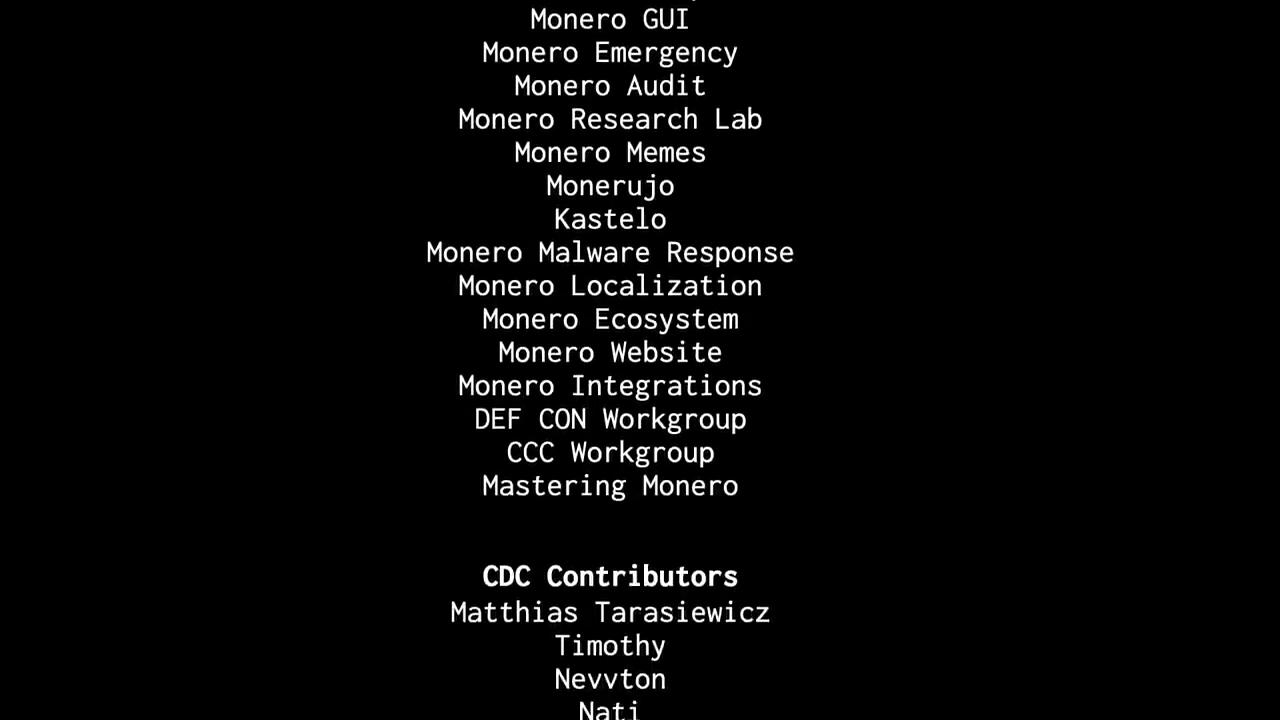 Monero GUI
Monero Emergency
Monero Audit
Monero Research Lab
Monero Memes
Monerujo
Kastelo
Monero Malware Response
Monero Localization
Monero Ecosystem
Monero Website
Monero Integrations
DEF CON Workgroup
CCC Workgroup
Mastering Monero
CDC Contributors
Matthias Tarasiewicz
Timothy
Nevvton
Nati